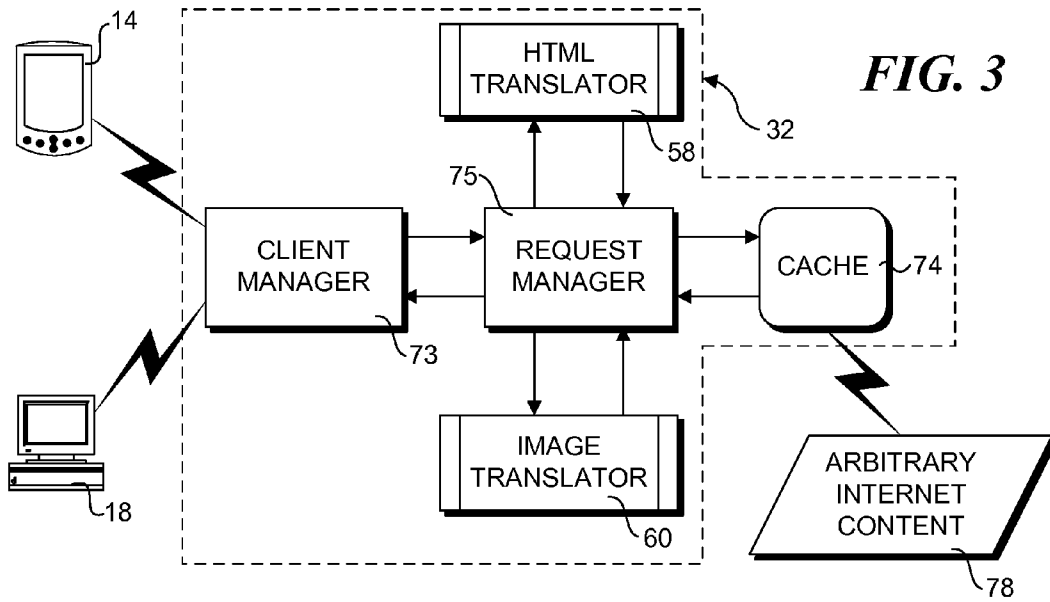 14
HTML
TRANSLATOR
58
FIG. 3
32
75
CLIENT
MANAGER
73
REQUEST
MANAGER
CACHE
74
18
IMAGE
TRANSLATOR
60
ARBITRARY
INTERNET
CONTENT
78